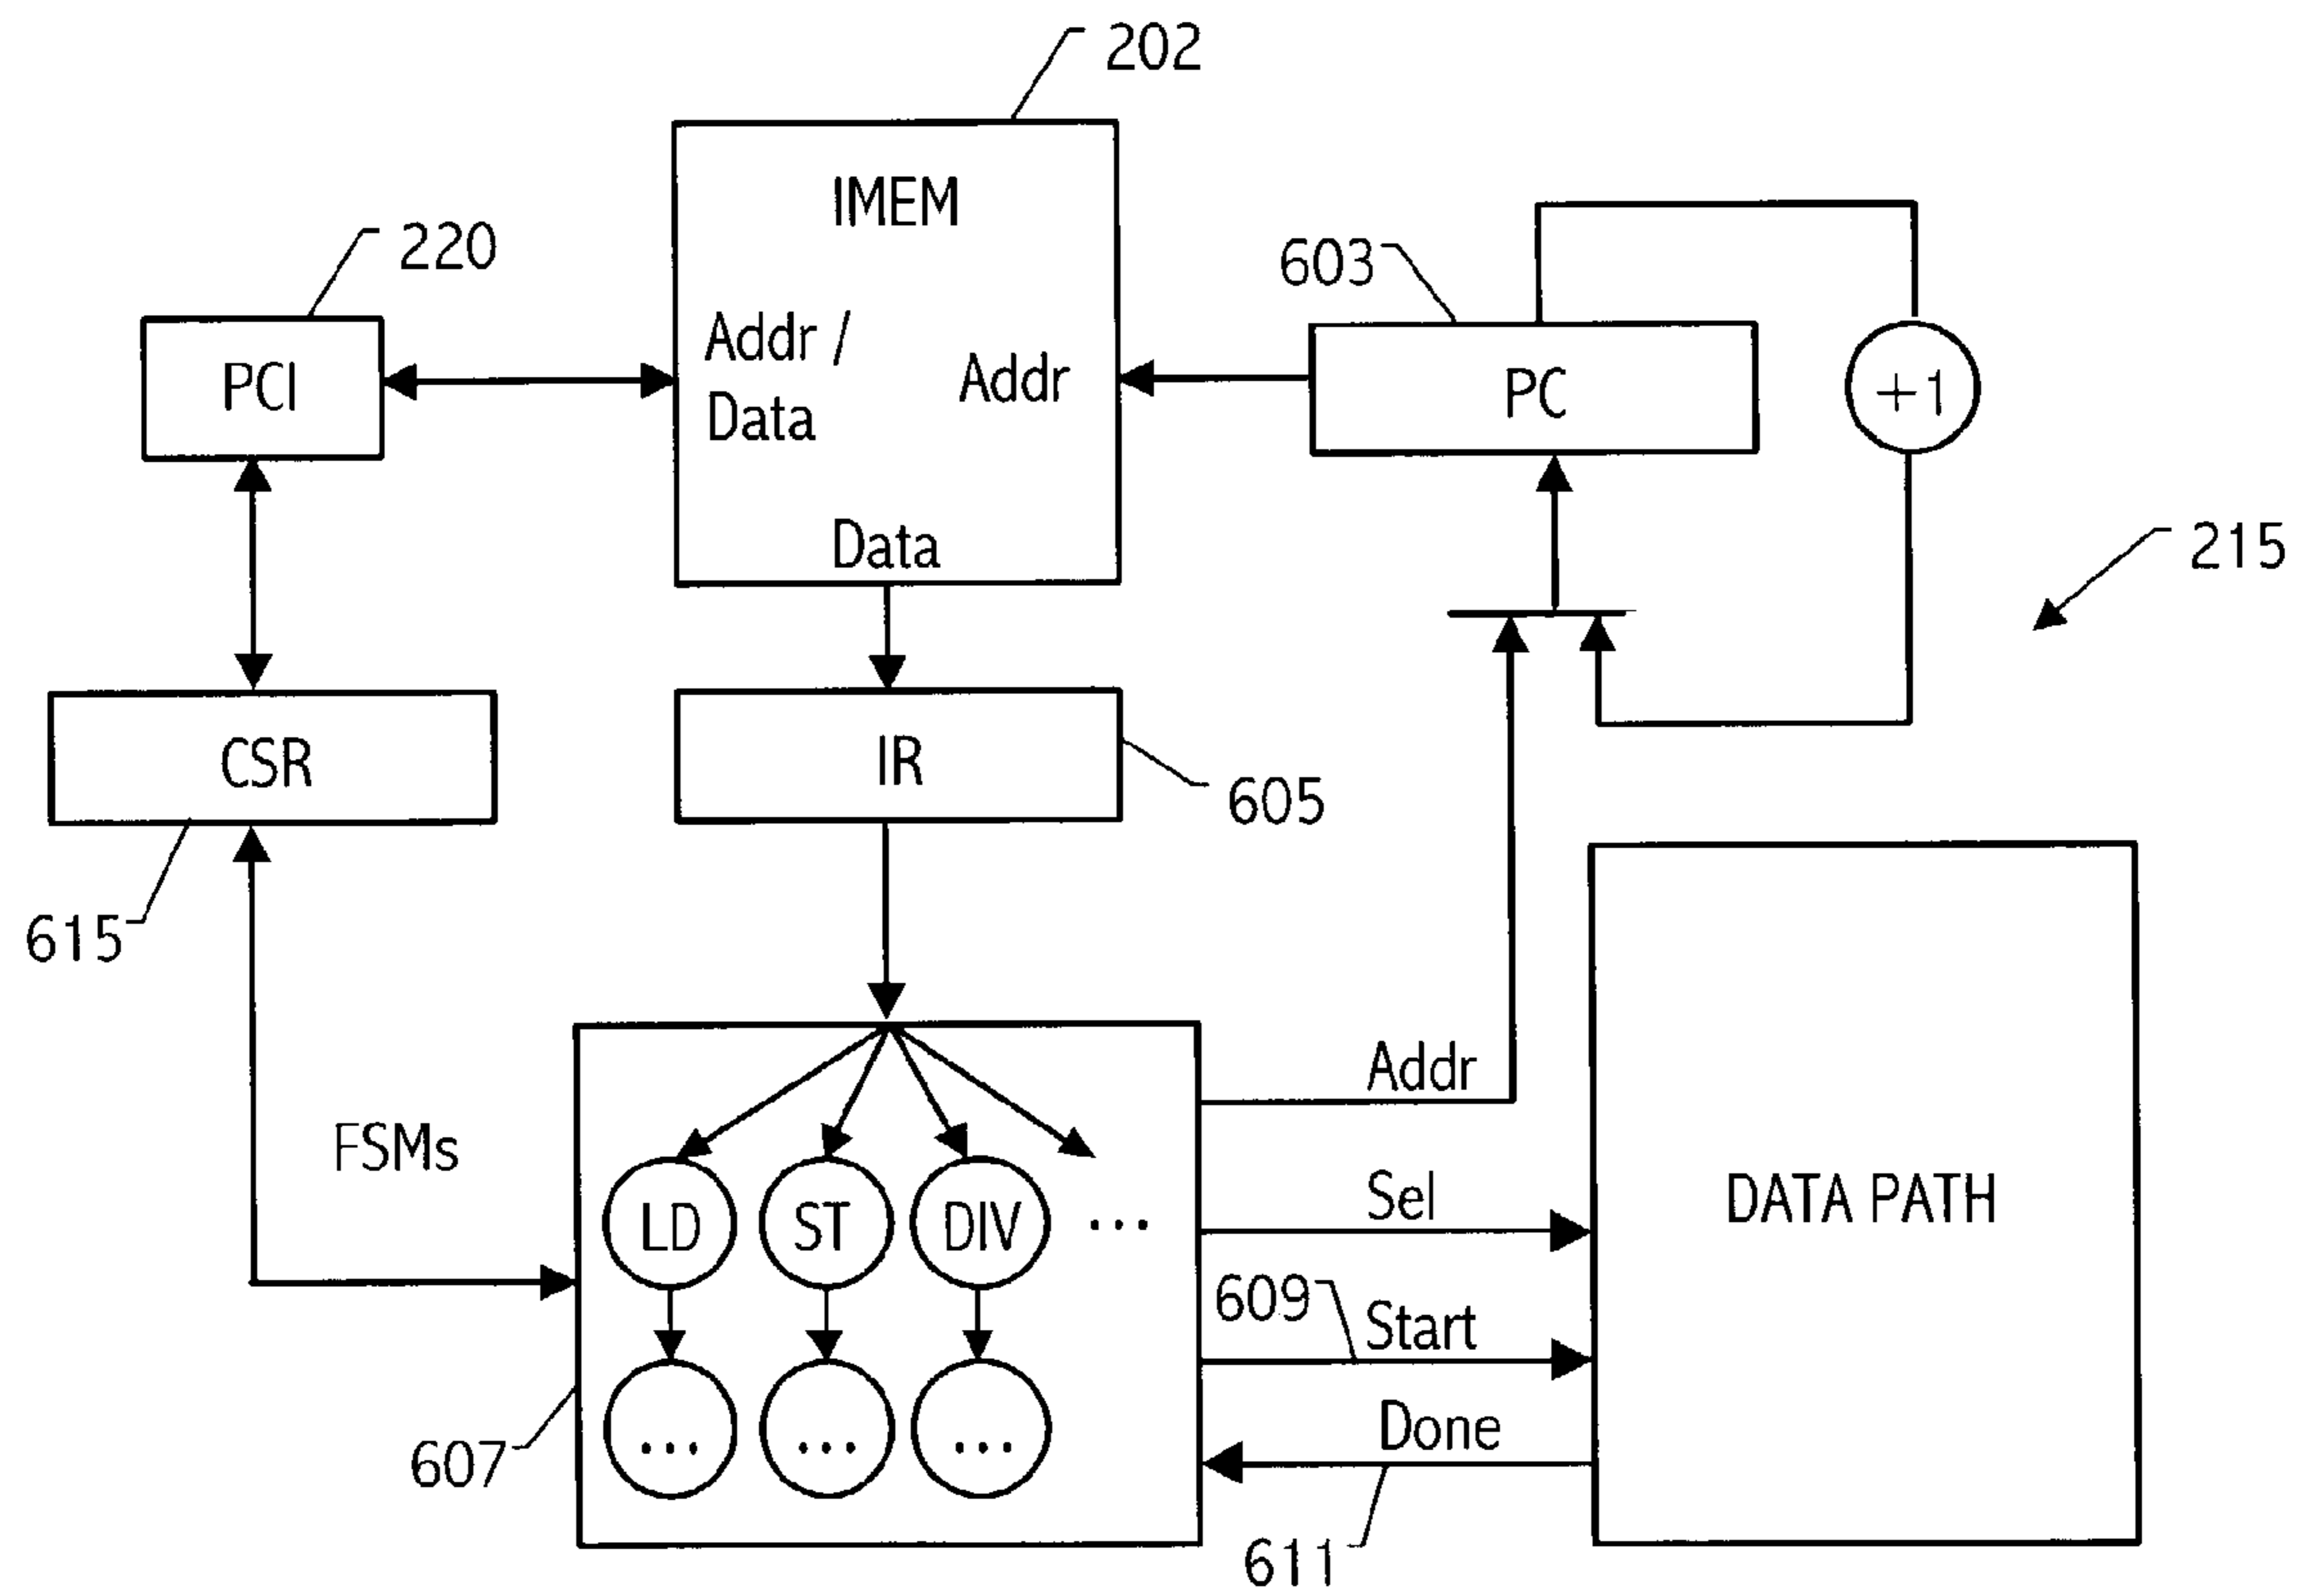 202
IMEM
220
603
Addr /
Data
Addr
PCI
PC
+1
Data
215
CSR
IR
605
615
Addr
FSMs
Sel
DATA PATH
LD
ST
DIV
...
609
Start
Done
607
...
...
...
611